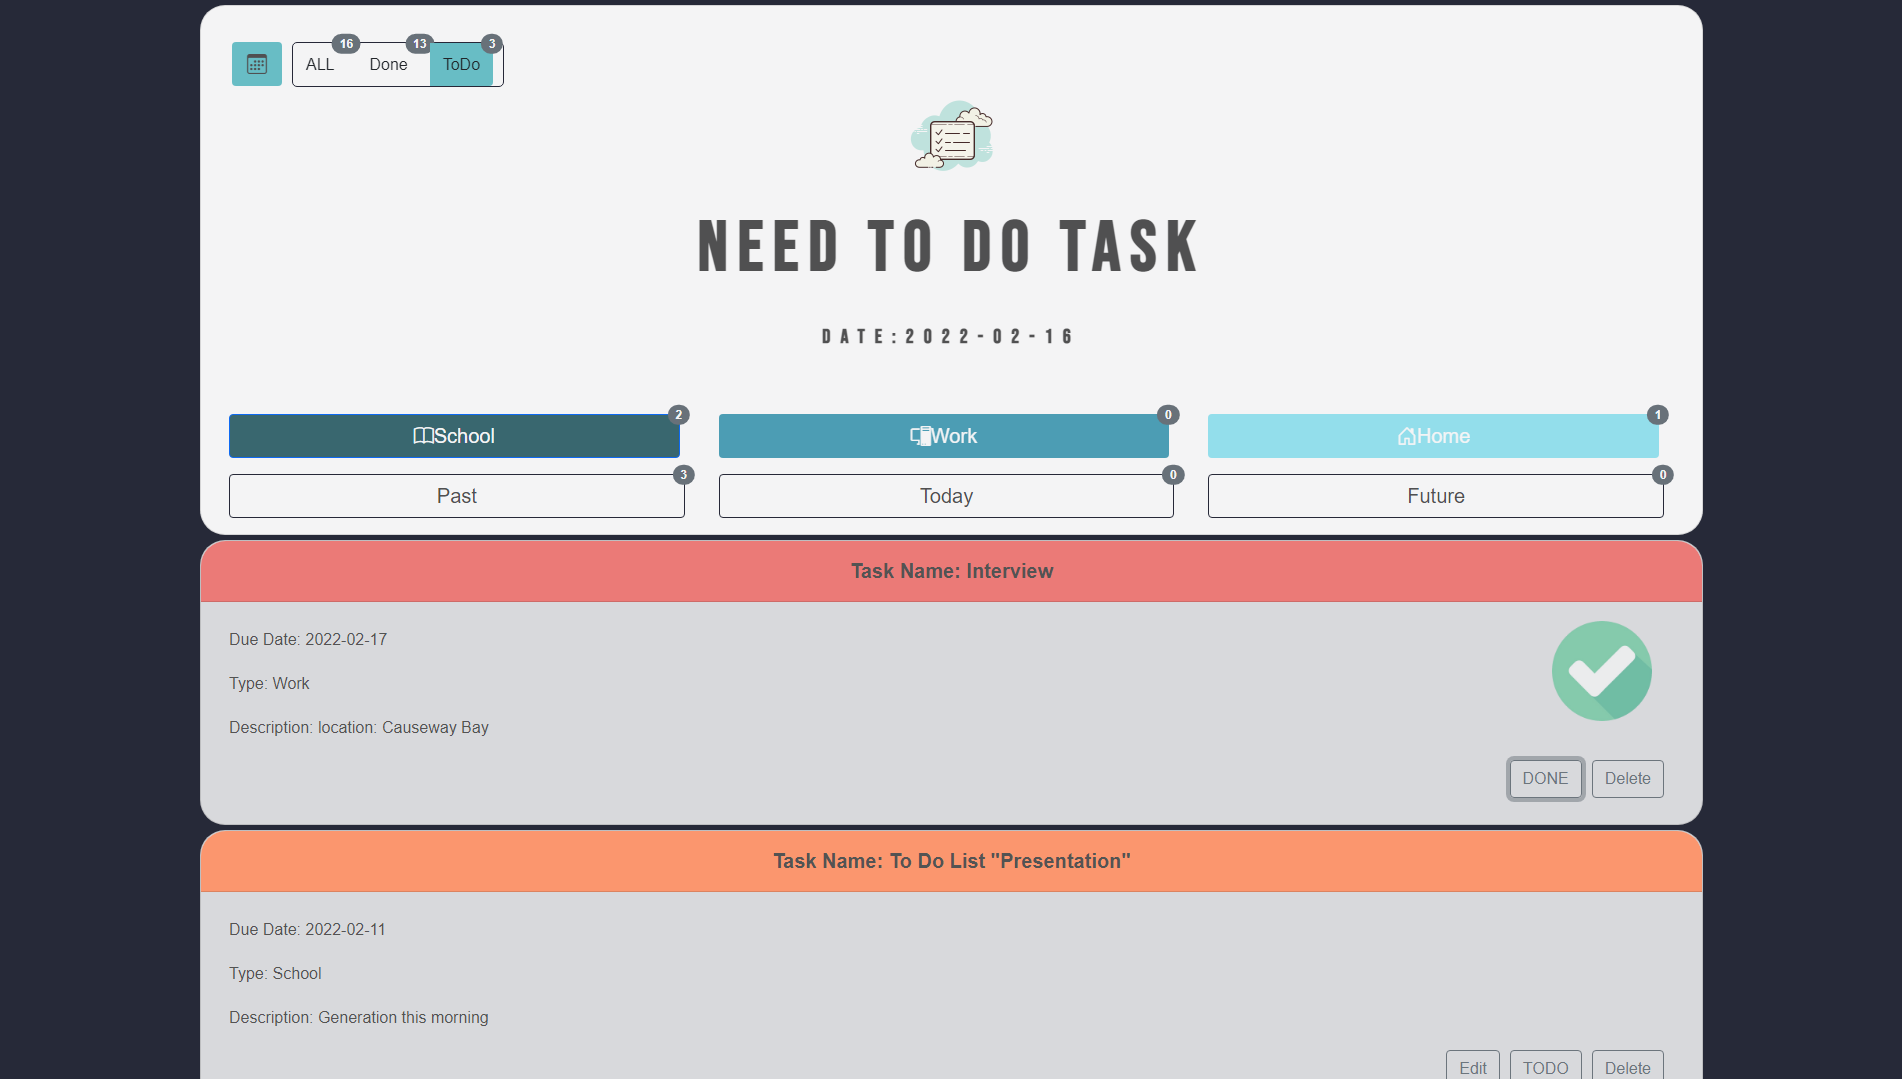 16 13 3
ALL Done ToDo
NEED TO DO TASK
DATE:2022-02-16
2 0 1
School Work Home
3 0 0
Past Today Future
Task Name: Interview
Due Date: 2022-02-17
Type: Work
Description: location: Causeway Bay
DONE Delete
Task Name: To Do List "Presentation"
Due Date: 2022-02-11
Type: School
Description: Generation this morning
Edit TODO Delete